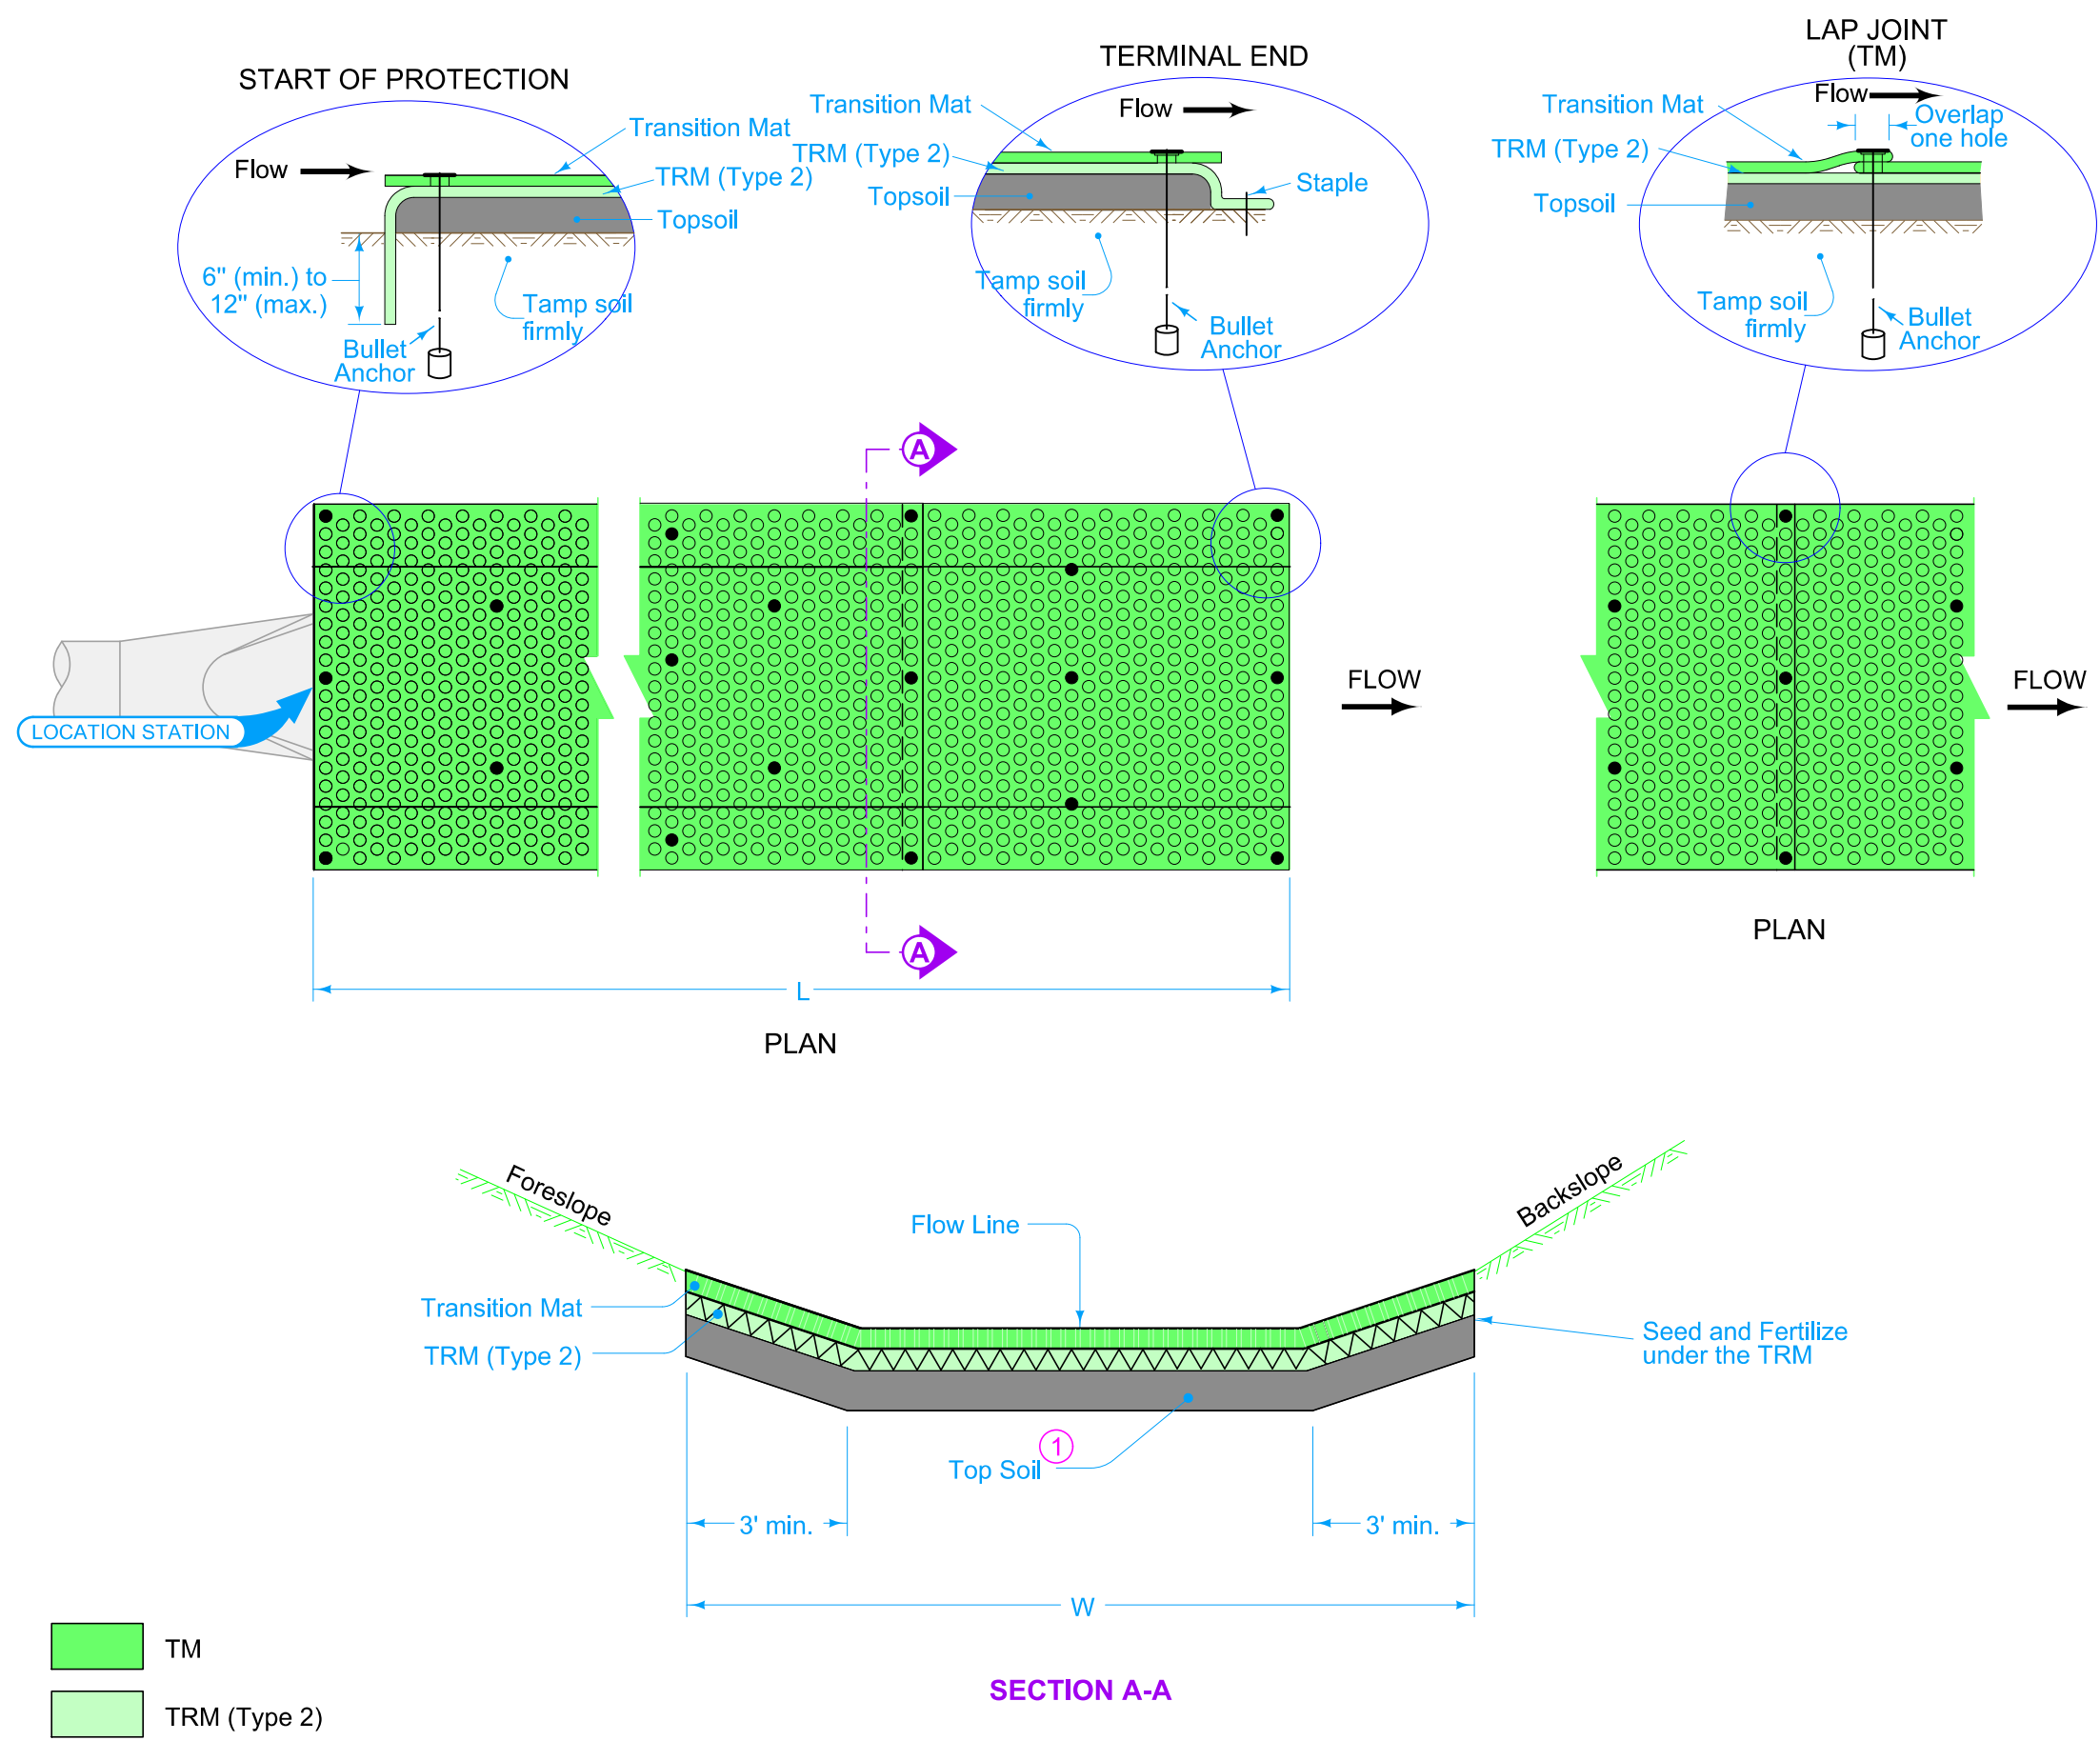 START OF PROTECTION
Flow
Transition Mat
TRM (Type 2)
Topsoil
6" (min.) to
12" (max.)
Tamp soil
firmly
Bullet
Anchor
TERMINAL END
Flow
Transition Mat
TRM (Type 2)
Topsoil
Staple
Tamp soil
firmly
Bullet
Anchor
LAP JOINT
(TM)
Flow
Transition Mat
Overlap
one hole
TRM (Type 2)
Topsoil
Tamp soil
firmly
Bullet
Anchor
A
LOCATION STATION
FLOW
FLOW
A
L
PLAN
PLAN
Foreslope
Backslope
Flow Line
Transition Mat
TRM (Type 2)
Seed and Fertilize
under the TRM
1
Top Soil
3' min.
3' min.
W
TM
SECTION A-A
TRM (Type 2)